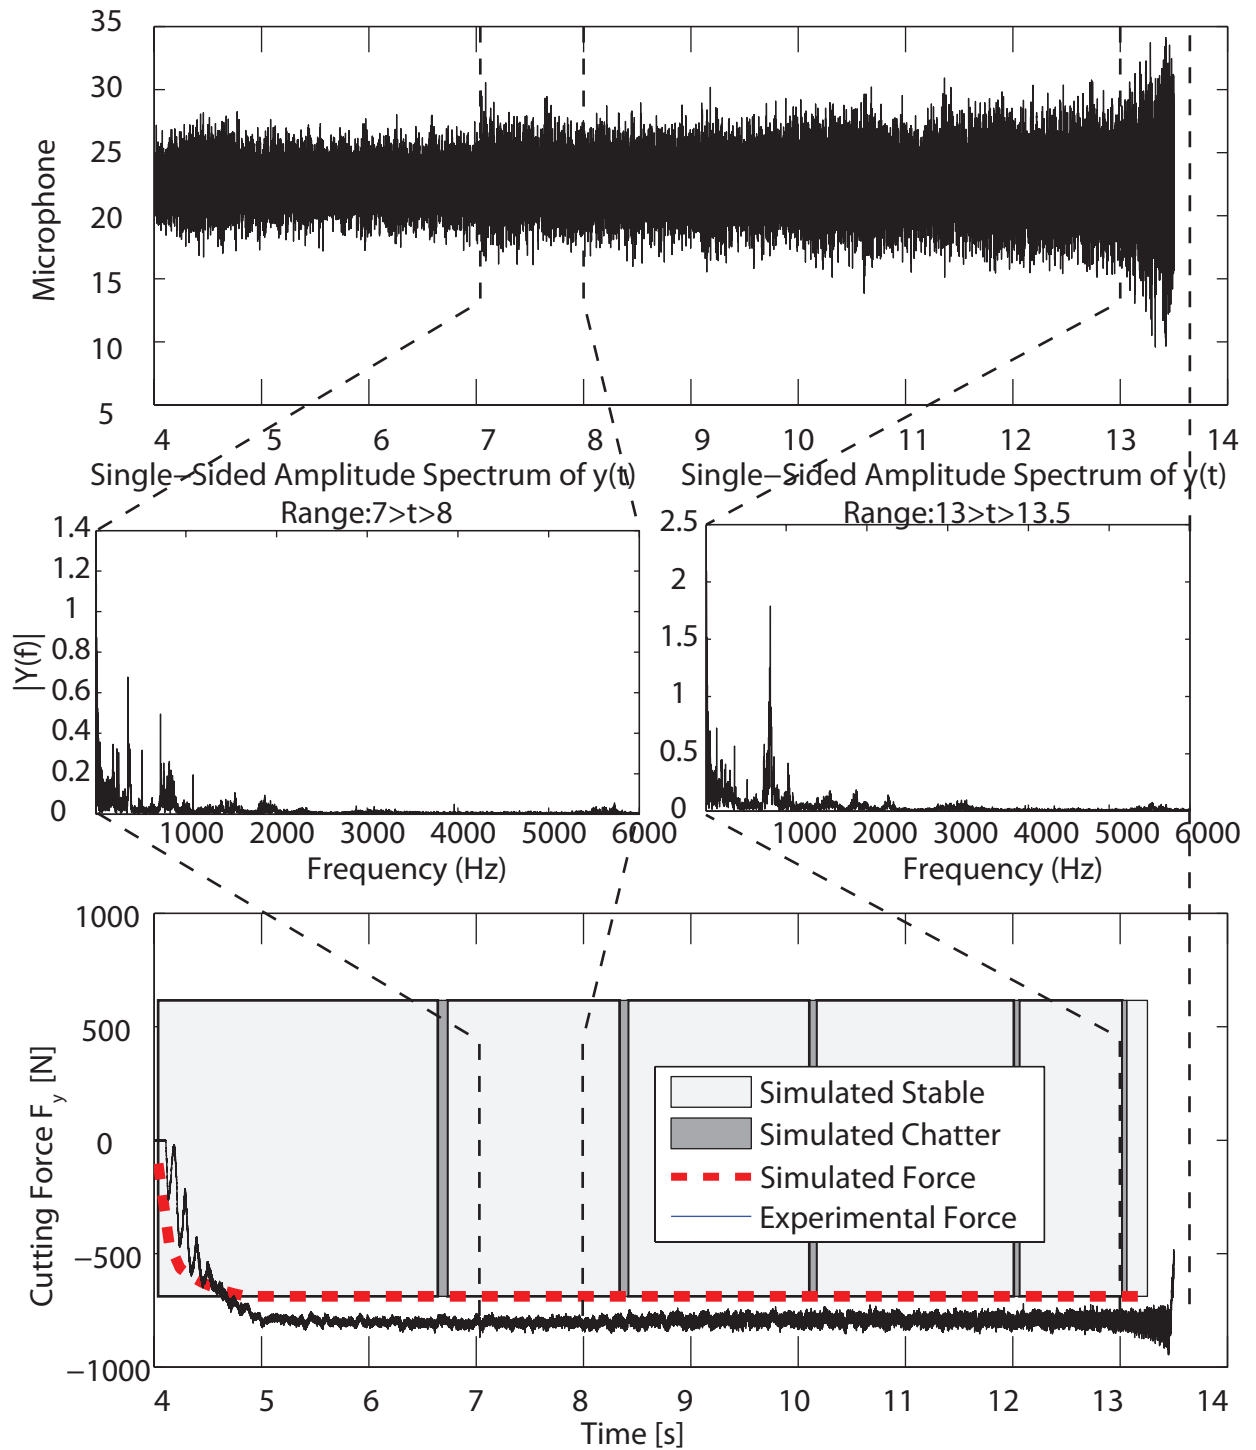 35
30
25
20
15
10
5
Microphone
4 5 6 7 8 9 10 11 12 13 14
Single−Sided Amplitude Spectrum of y(t)
Range:7>t>8
1.4
1.2
1
0.8
0.6
0.4
0.2
0
|Y(f)|
1000 2000 3000 4000 5000 6000
Frequency (Hz)
Single−Sided Amplitude Spectrum of y(t)
Range:13>t>13.5
2.5
2
1.5
1
0.5
0
1000 2000 3000 4000 5000 6000
Frequency (Hz)
1000
500
0
−500
−1000
Cutting Force F_y [N]
Simulated Stable
Simulated Chatter
Simulated Force
Experimental Force
4 5 6 7 8 9 10 11 12 13 14
Time [s]